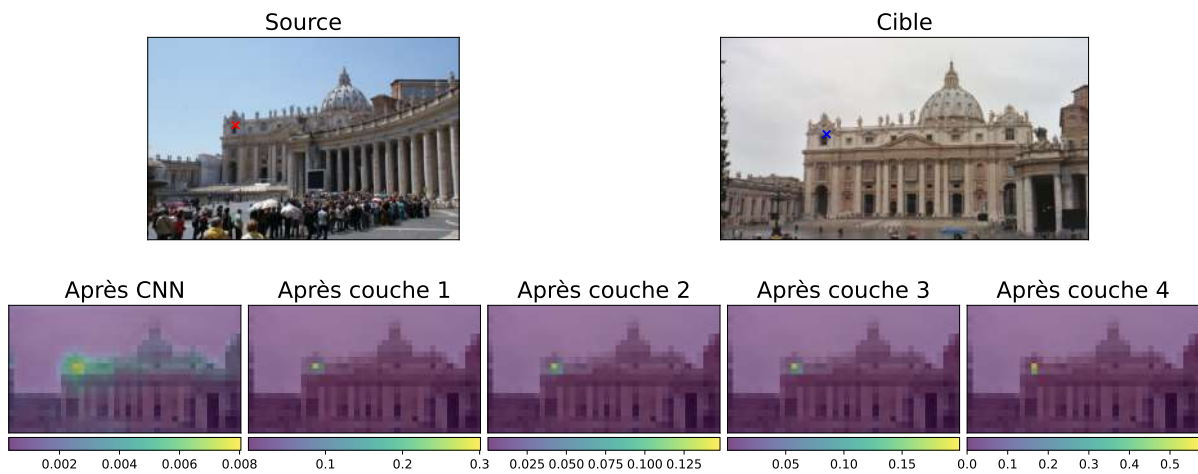 Source
Cible
Après CNN
Après couche 1
Après couche 2
Après couche 3
Après couche 4
0.002 0.004 0.006 0.008
0.1 0.2 0.3
0.025 0.050 0.075 0.100 0.125
0.05 0.10 0.15
0.0 0.1 0.2 0.3 0.4 0.5